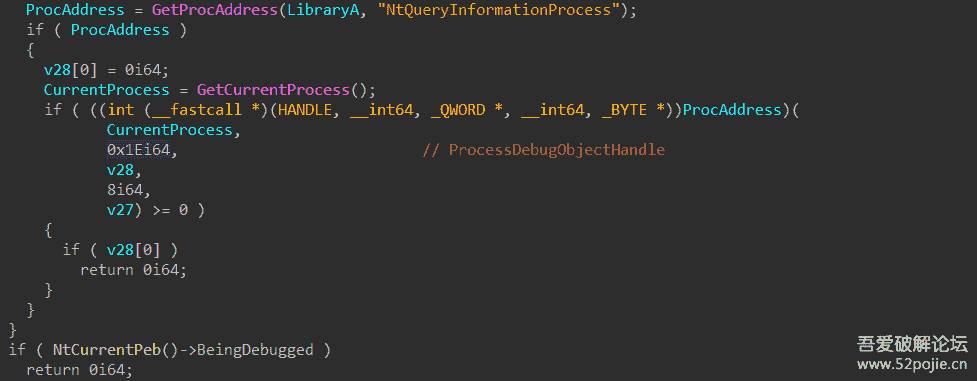 ProcAddress = GetProcAddress(LibraryA, "NtQueryInformationProcess");
if ( ProcAddress )
{
v28[0] = 0i64;
CurrentProcess = GetCurrentProcess();
if ( ((int (__fastcall *)(HANDLE, __int64, _QWORD *, __int64, _BYTE *))ProcAddress)(
CurrentProcess,
0x1Ei64, // ProcessDebugObjectHandle
v28,
8i64,
v27) >= 0 )
{
if ( v28[0] )
return 0i64;
}
}
}
if ( NtCurrentPeb()->BeingDebugged )
return 0i64;
吾爱破解论坛
www.52pojie.cn